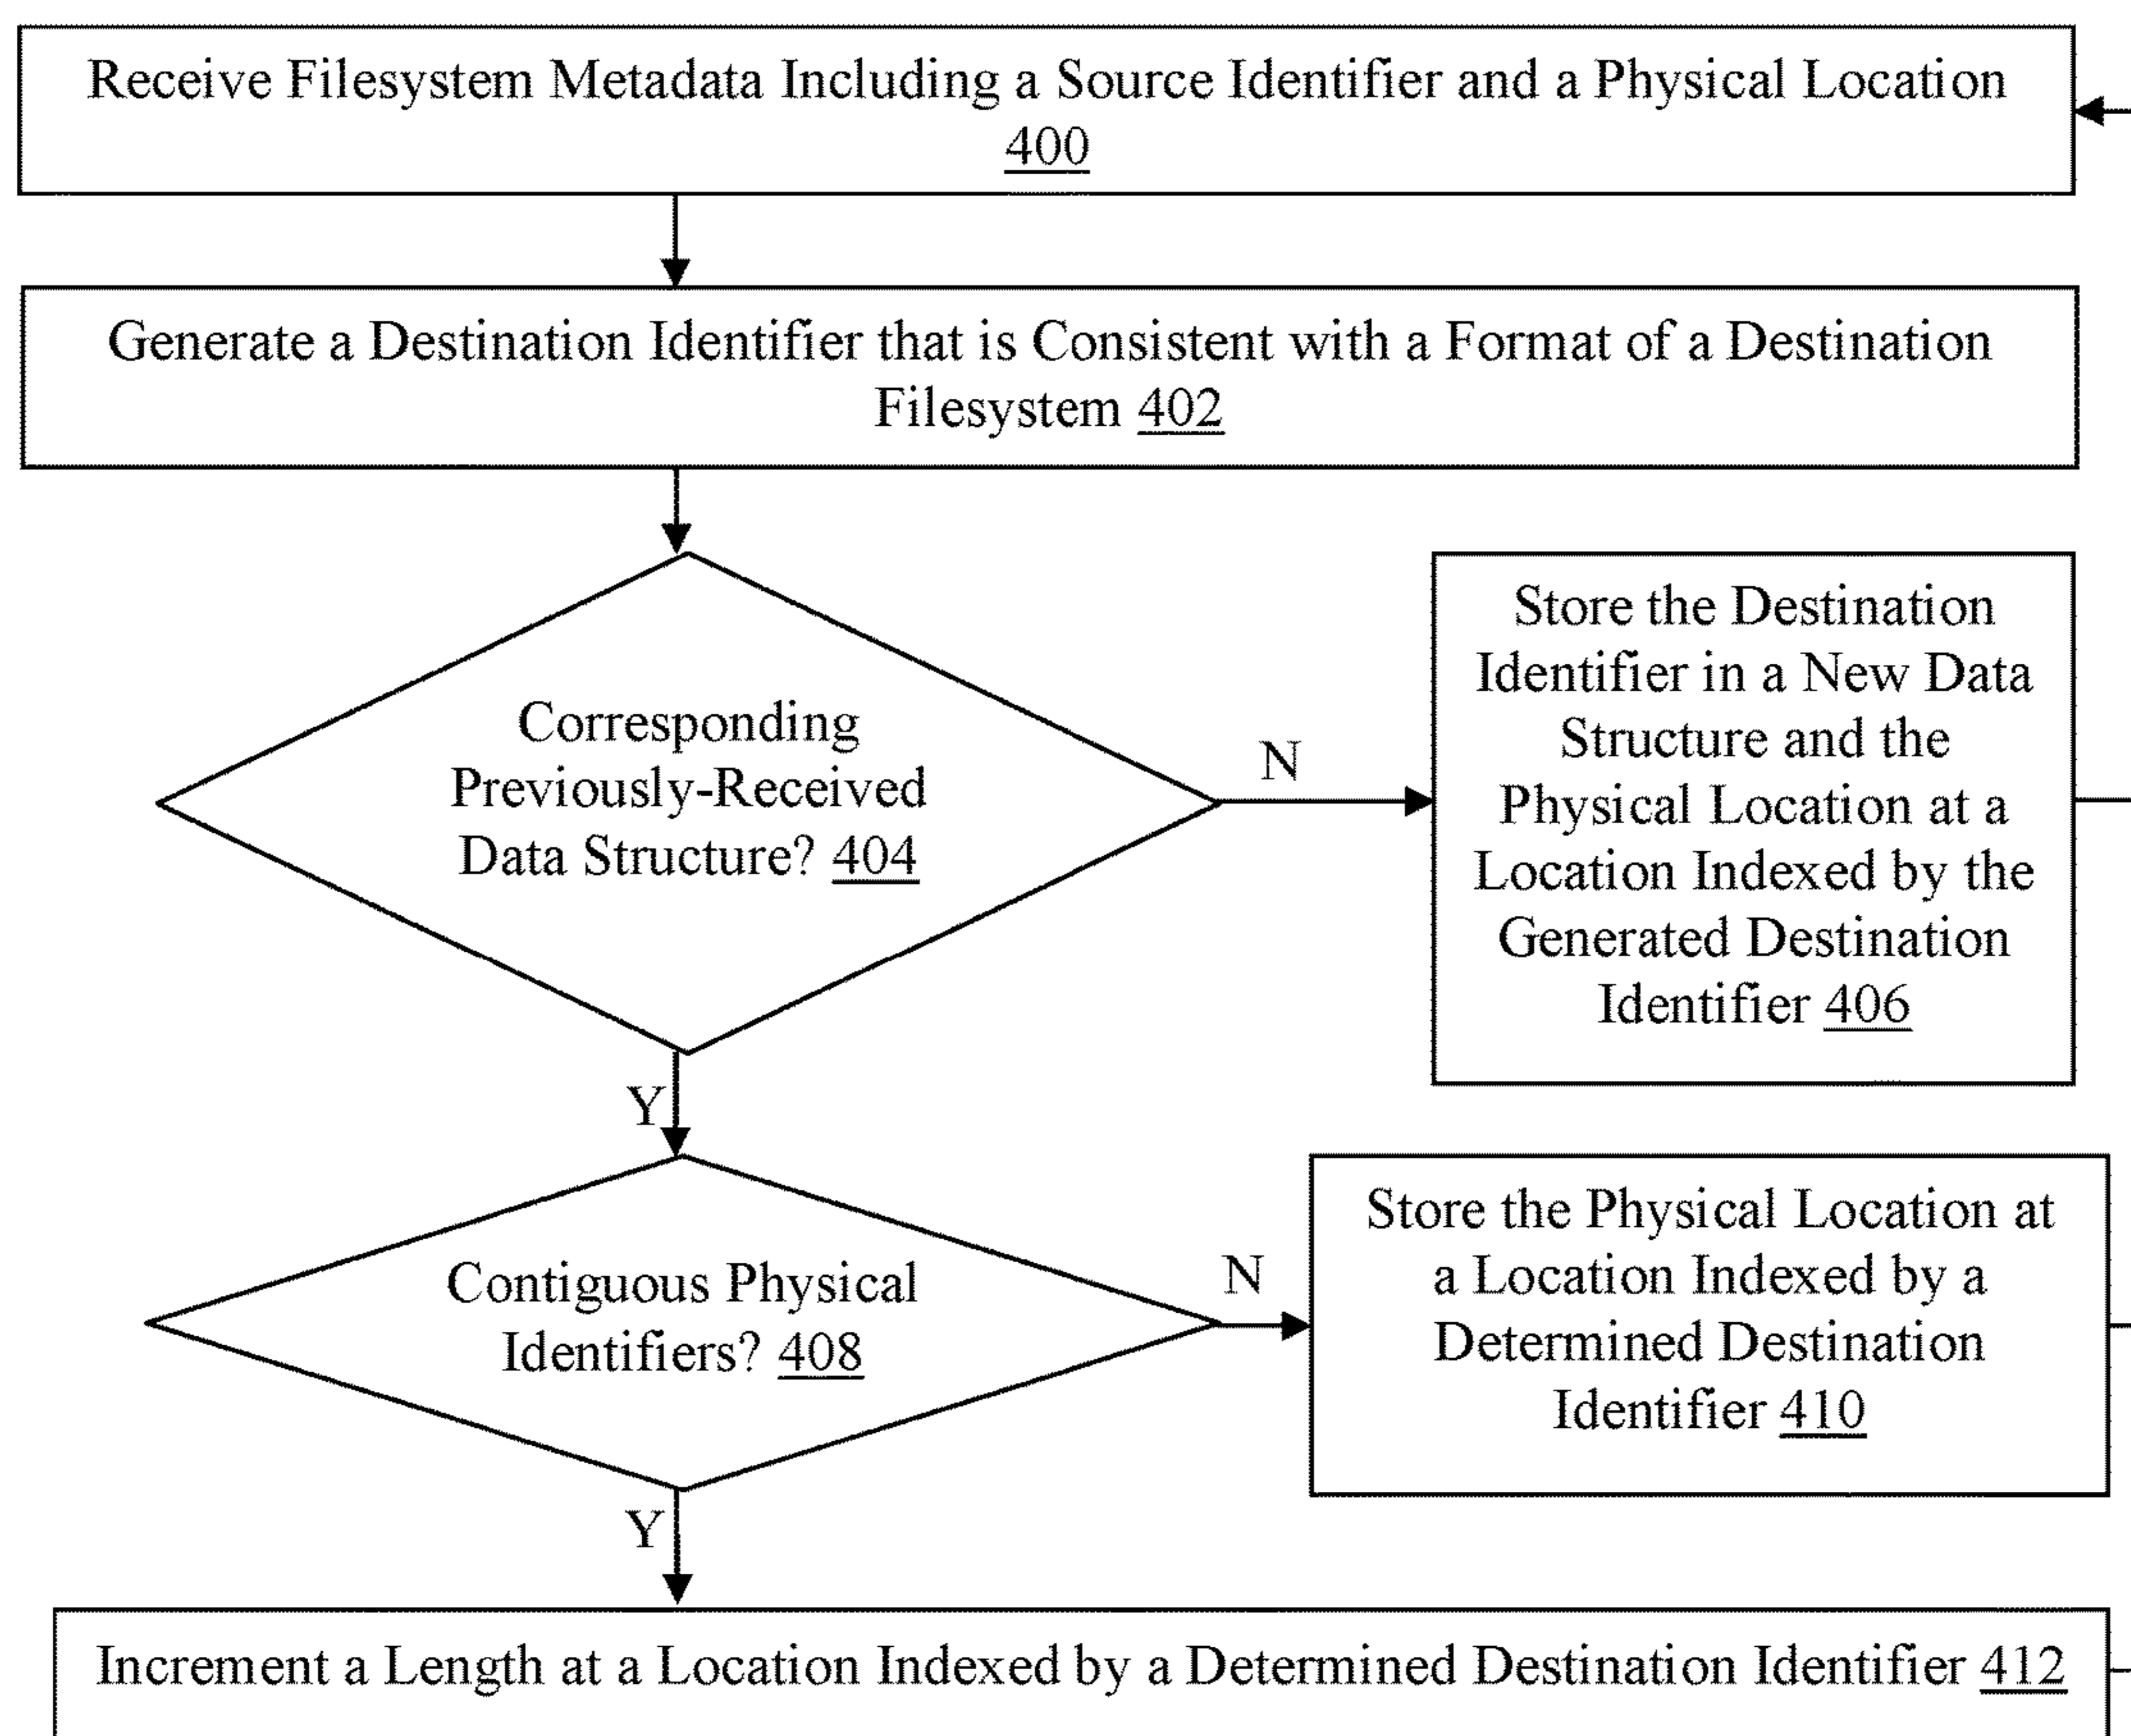 Receive Filesystem Metadata Including a Source Identifier and a Physical Location
400
Generate a Destination Identifier that is Consistent with a Format of a Destination
Filesystem 402
Corresponding
Previously-Received
Data Structure? 404
N
Store the Destination
Identifier in a New Data
Structure and the
Physical Location at a
Location Indexed by the
Generated Destination
Identifier 406
Y
Contiguous Physical
Identifiers? 408
N
Store the Physical Location at
a Location Indexed by a
Determined Destination
Identifier 410
Y
Increment a Length at a Location Indexed by a Determined Destination Identifier 412